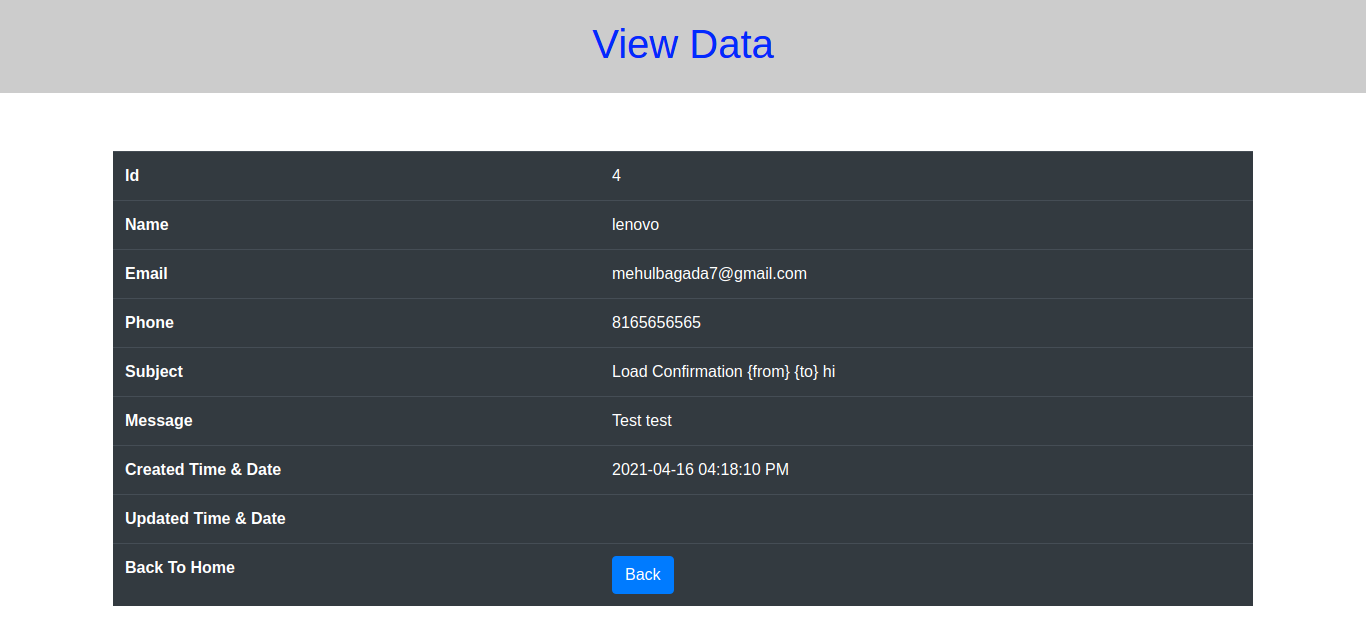 View Data
Id 4
Name lenovo
Email mehulbagada7@gmail.com
Phone 8165656565
Subject Load Confirmation {from} {to} hi
Message Test test
Created Time & Date 2021-04-16 04:18:10 PM
Updated Time & Date
Back To Home Back